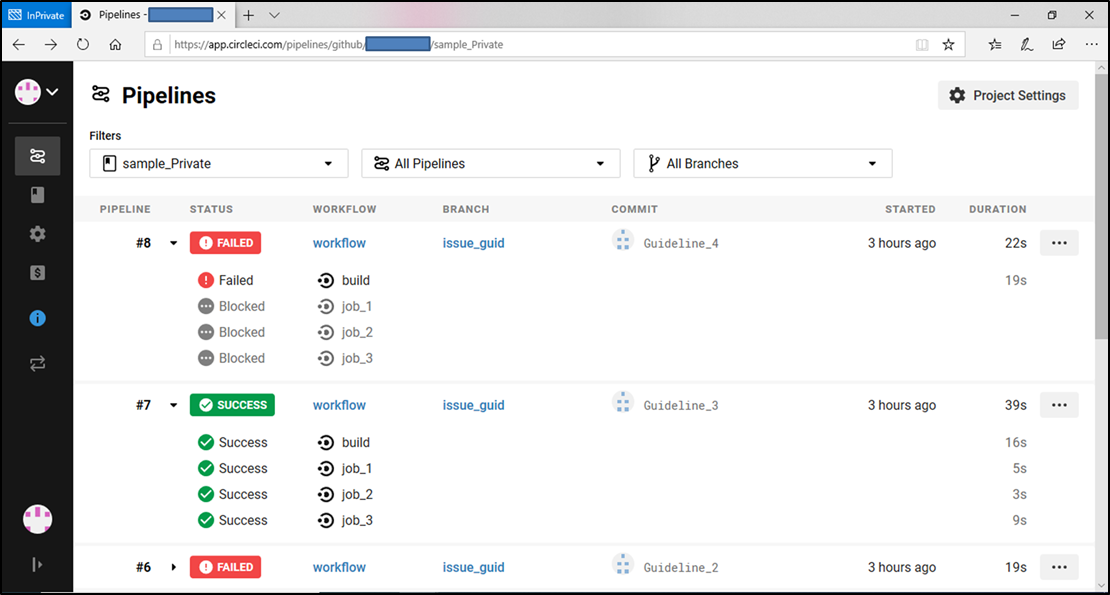 InPrivate Pipelines -
https://app.circleci.com/pipelines/github/ /sample_Private
Pipelines
Project Settings
Filters
sample_Private All Pipelines All Branches
PIPELINE STATUS WORKFLOW BRANCH COMMIT STARTED DURATION
#8 FAILED workflow issue_guid Guideline_4 3 hours ago 22s
Failed build 19s
Blocked job_1
Blocked job_2
Blocked job_3
#7 SUCCESS workflow issue_guid Guideline_3 3 hours ago 39s
Success build 16s
Success job_1 5s
Success job_2 3s
Success job_3 9s
#6 FAILED workflow issue_guid Guideline_2 3 hours ago 19s